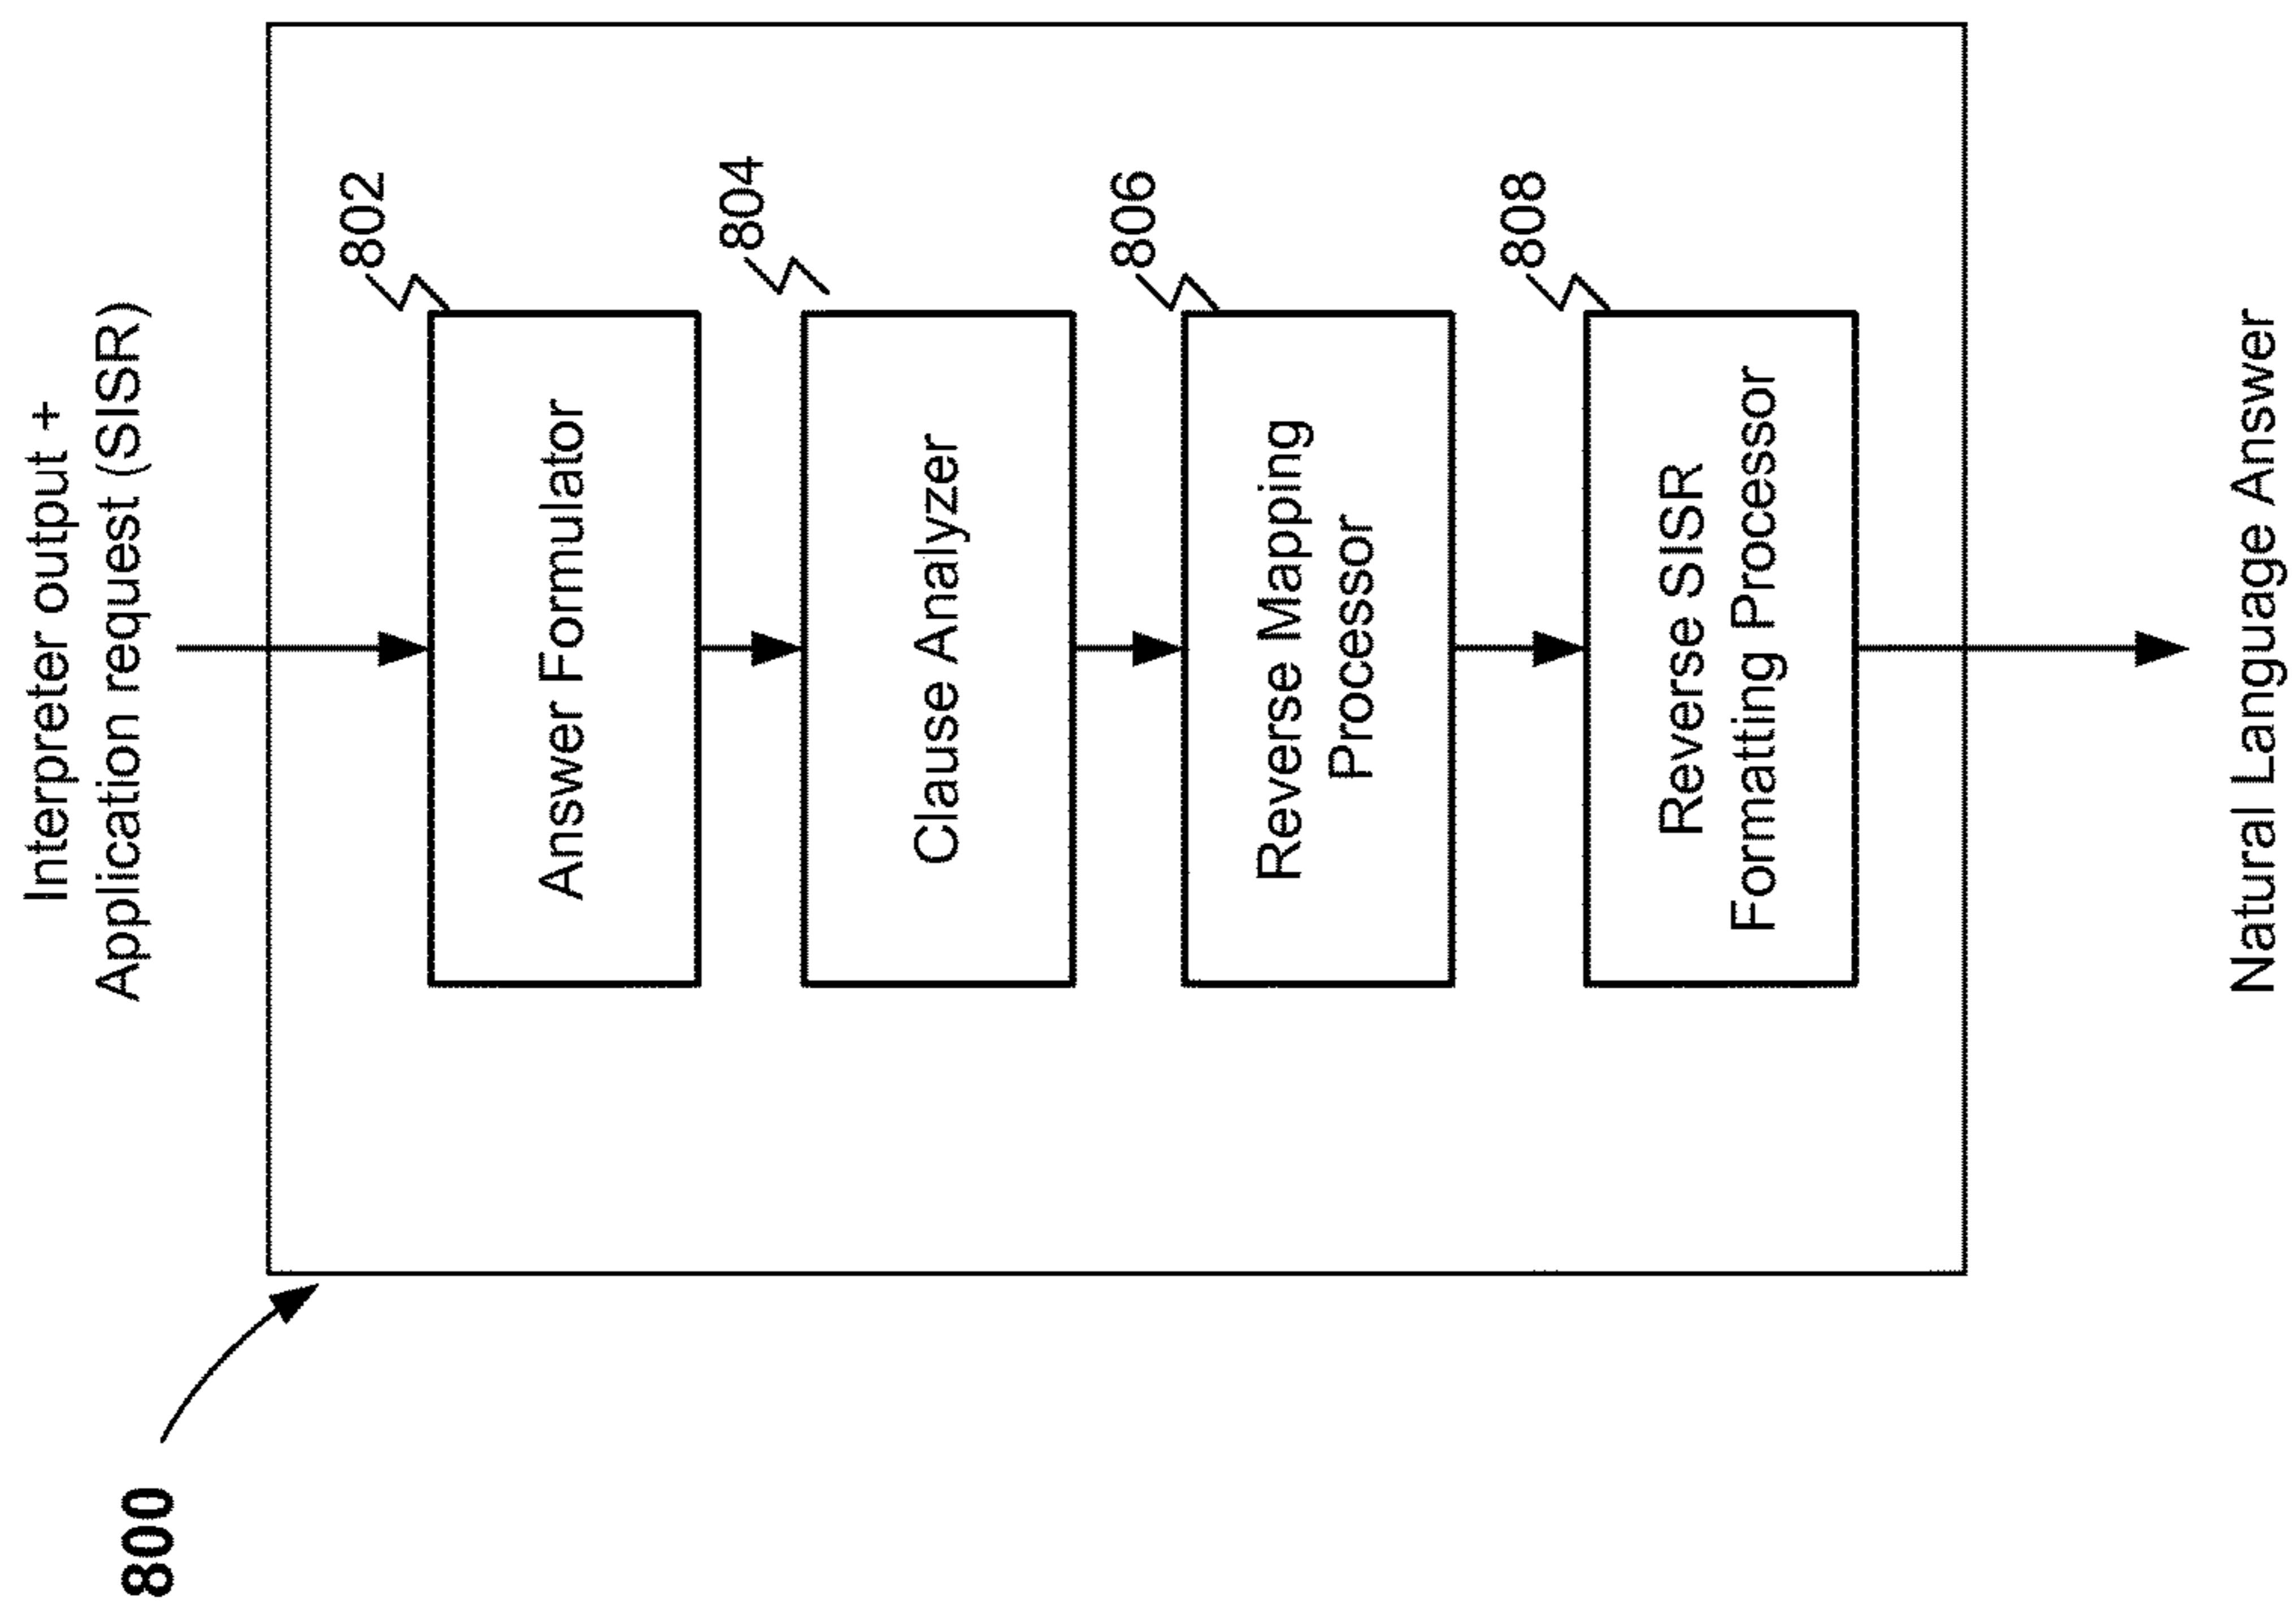 800
Interpreter output +
Application request (SISR)
802
Answer Formulator
804
Clause Analyzer
806
Reverse Mapping
Processor
808
Reverse SISR
Formatting Processor
Natural Language Answer